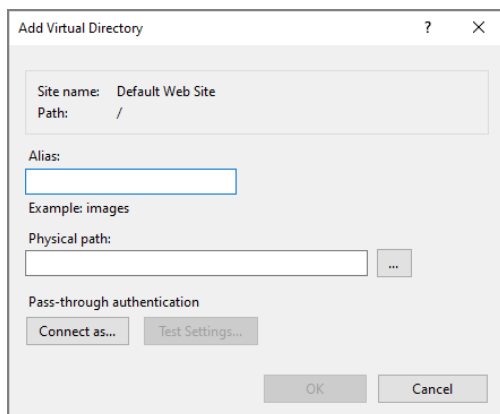 Add Virtual Directory ? ×
Site name: Default Web Site
Path: /
Alias:
Example: images
Physical path:
...
Pass-through authentication
Connect as... Test Settings...
OK Cancel